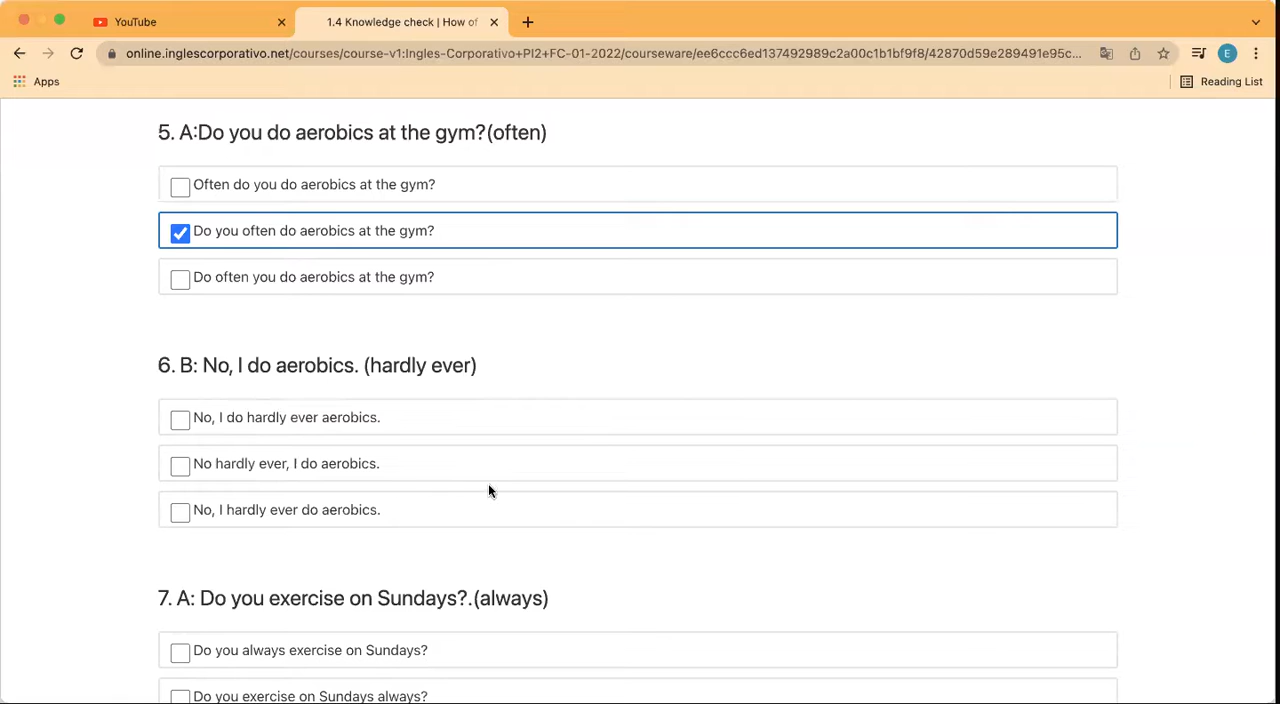 YouTube
1.4 Knowledge check | How of
online.inglescorporativo.net/courses/course-v1:Ingles-Corporativo+PI2+FC-01-2022/courseware/ee6ccc6ed137492989c2a00c1b1bf9f8/42870d59e289491e95c...
E
Apps
Reading List
5. A:Do you do aerobics at the gym?(often)
Often do you do aerobics at the gym?
Do you often do aerobics at the gym?
Do often you do aerobics at the gym?
6. B: No, I do aerobics. (hardly ever)
No, I do hardly ever aerobics.
No hardly ever, I do aerobics.
No, I hardly ever do aerobics.
7. A: Do you exercise on Sundays?.(always)
Do you always exercise on Sundays?
Do you exercise on Sundays always?